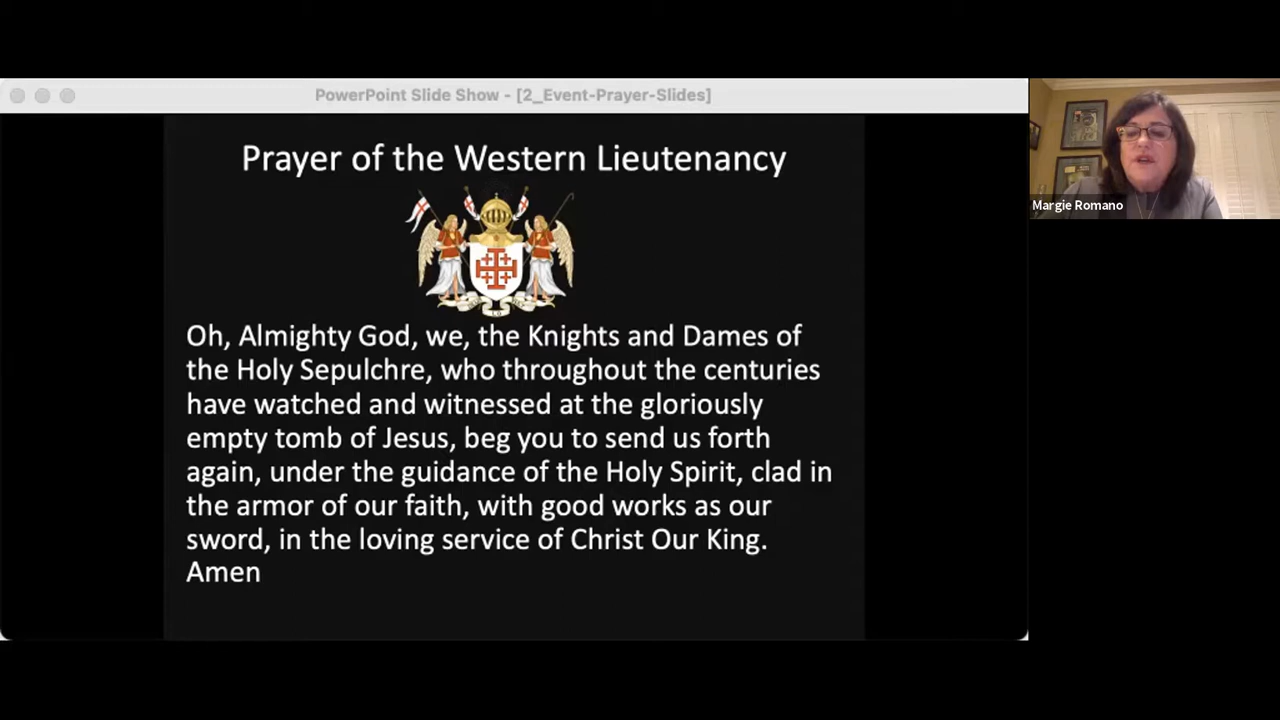 PowerPoint Slide Show - [2_Event-Prayer-Slides]
Prayer of the Western Lieutenancy
Oh, Almighty God, we, the Knights and Dames of
the Holy Sepulchre, who throughout the centuries
have watched and witnessed at the gloriously
empty tomb of Jesus, beg you to send us forth
again, under the guidance of the Holy Spirit, clad in
the armor of our faith, with good works as our
sword, in the loving service of Christ Our King.
Amen
Margie Romano